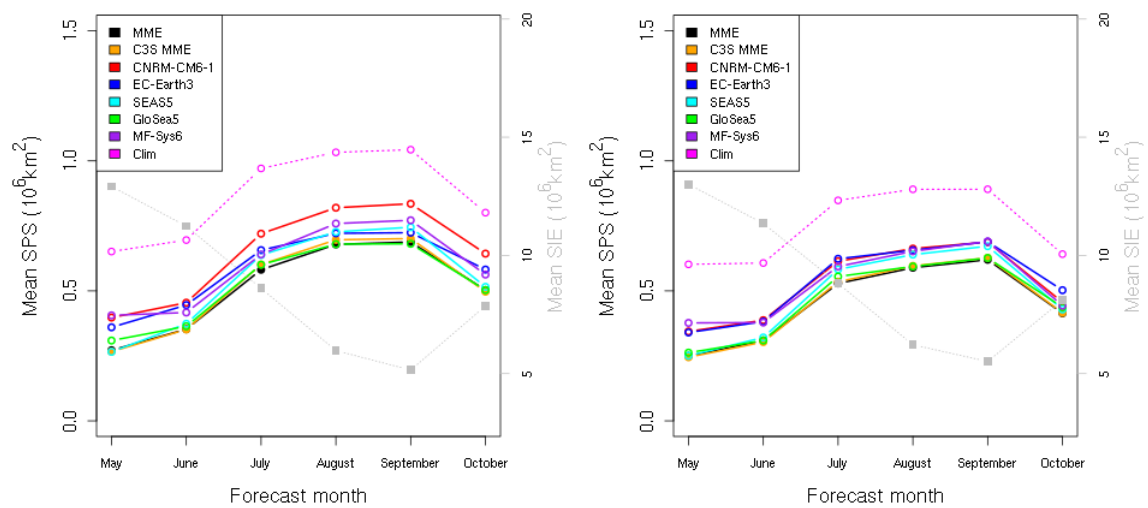 MME
C3S MME
CNRM-CM6-1
EC-Earth3
SEAS5
GloSea5
MF-Sys6
Clim
Mean SPS (10⁶km²)
1.5
1.0
0.5
0.0
Mean SIE (10⁶km²)
20
15
10
5
May June July August September October
Forecast month
MME
C3S MME
CNRM-CM6-1
EC-Earth3
SEAS5
GloSea5
MF-Sys6
Clim
Mean SPS (10⁶km²)
1.5
1.0
0.5
0.0
Mean SIE (10⁶km²)
20
15
10
5
May June July August September October
Forecast month